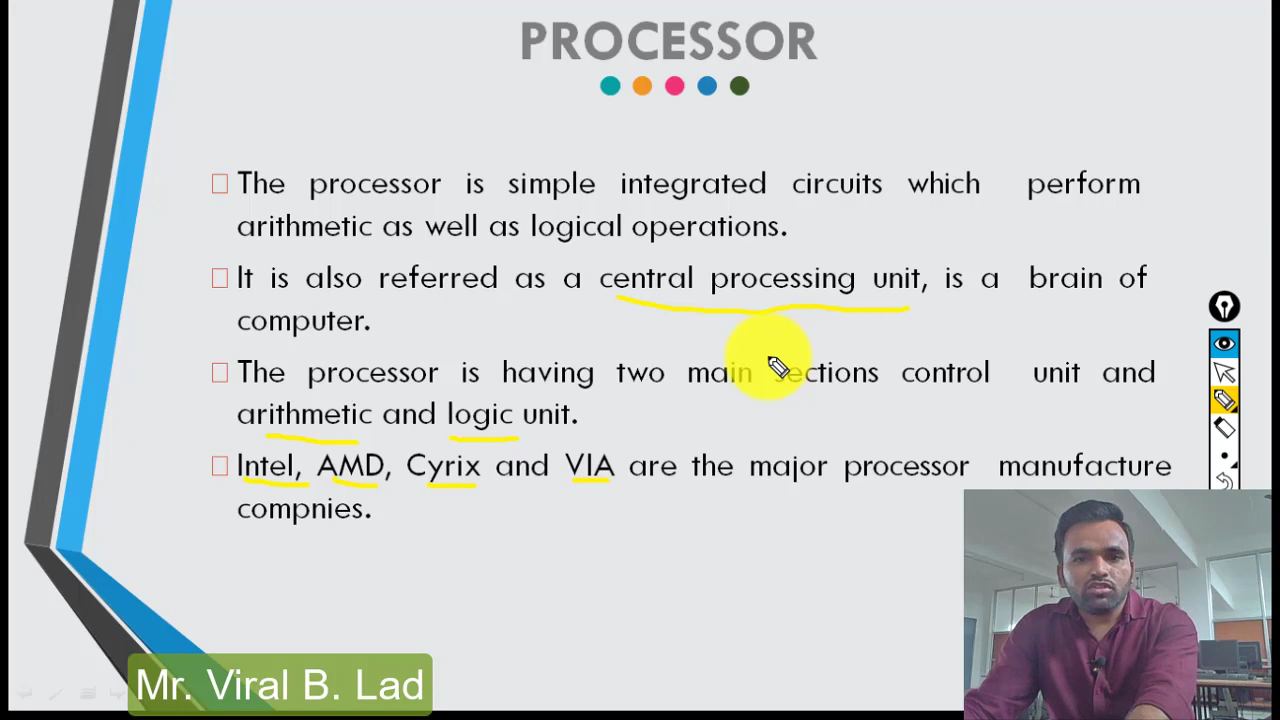 PROCESSOR
The processor is simple integrated circuits which perform
arithmetic as well as logical operations.
It is also referred as a central processing unit, is a brain of
computer.
The processor is having two main sections control unit and
arithmetic and logic unit.
Intel, AMD, Cyrix and VIA are the major processor manufacture
compnies.
Mr. Viral B. Lad